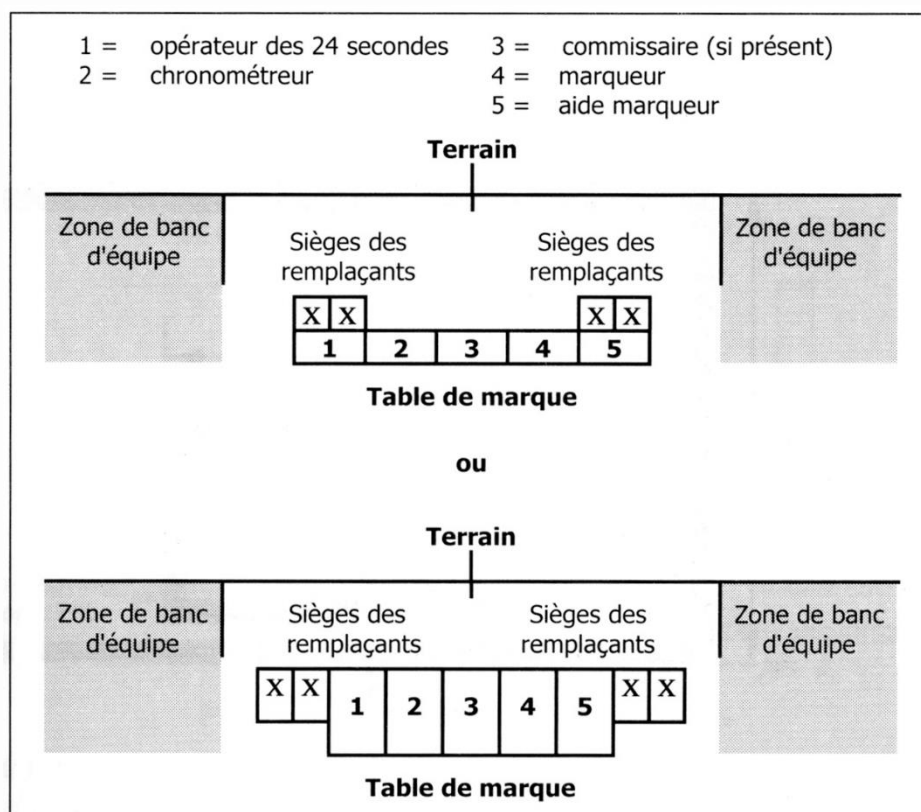 1 = opérateur des 24 secondes 3 = commissaire (si présent)
2 = chronométreur 4 = marqueur
5 = aide marqueur
Terrain
Zone de banc
d'équipe
Sièges des
remplaçants
Sièges des
remplaçants
Zone de banc
d'équipe
X X X X
1 2 3 4 5
Table de marque
ou
Terrain
Zone de banc
d'équipe
Sièges des
remplaçants
Sièges des
remplaçants
Zone de banc
d'équipe
X X 1 2 3 4 5 X X
Table de marque